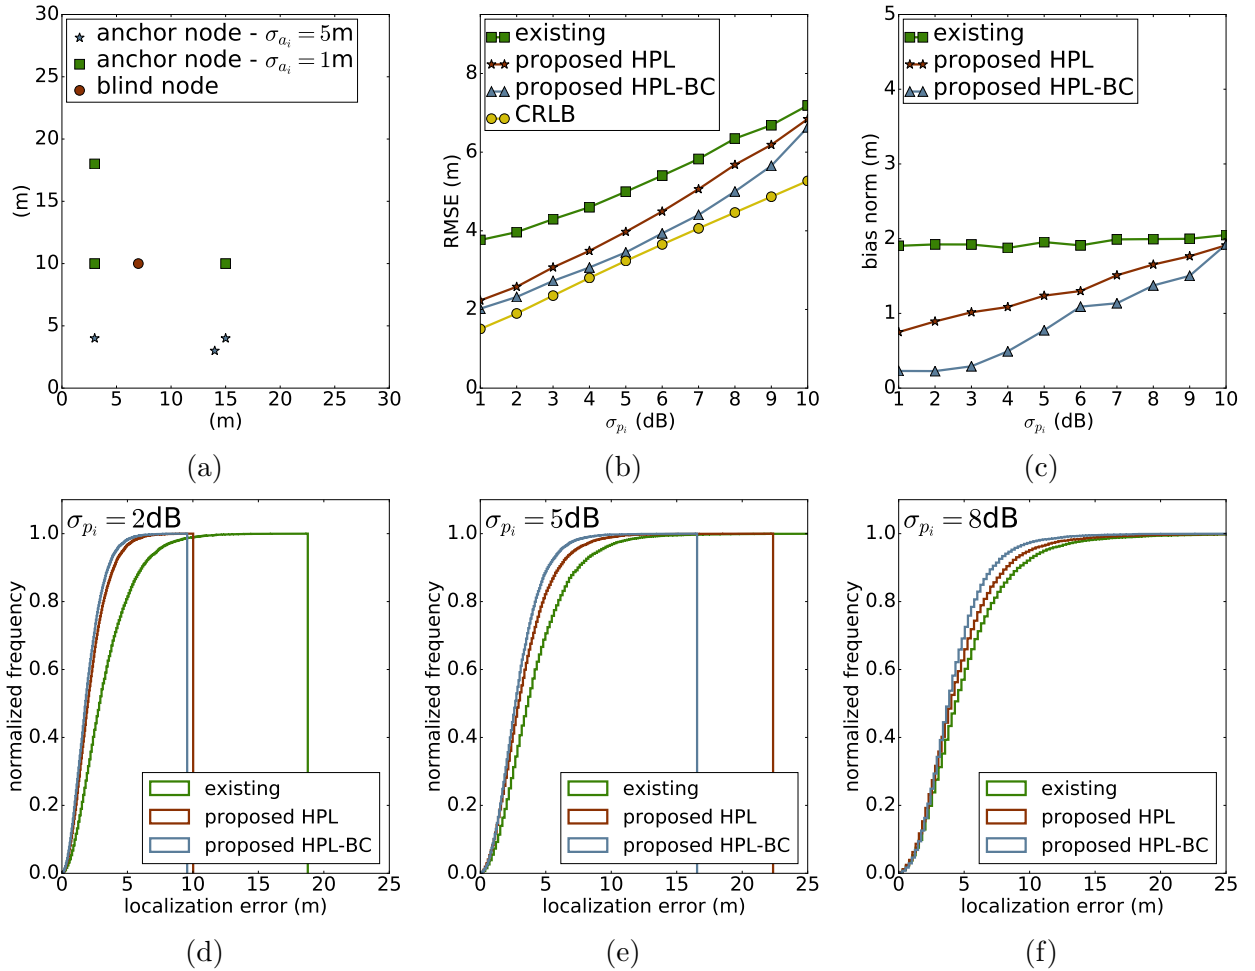 30
25
20
15
10
5
0
0 5 10 15 20 25 30
(m)
(m)
anchor node - σ_{a_i} = 5m
anchor node - σ_{a_i} = 1m
blind node
(a)
8
6
4
2
0
1 2 3 4 5 6 7 8 9 10
RMSE (m)
σ_{p_i} (dB)
existing
proposed HPL
proposed HPL-BC
CRLB
(b)
5
4
3
2
1
0
1 2 3 4 5 6 7 8 9 10
bias norm (m)
σ_{p_i} (dB)
existing
proposed HPL
proposed HPL-BC
(c)
σ_{p_i} = 2dB
1.0
0.8
0.6
0.4
0.2
0.0
0 5 10 15 20 25
normalized frequency
localization error (m)
existing
proposed HPL
proposed HPL-BC
(d)
σ_{p_i} = 5dB
1.0
0.8
0.6
0.4
0.2
0.0
0 5 10 15 20 25
normalized frequency
localization error (m)
existing
proposed HPL
proposed HPL-BC
(e)
σ_{p_i} = 8dB
1.0
0.8
0.6
0.4
0.2
0.0
0 5 10 15 20 25
normalized frequency
localization error (m)
existing
proposed HPL
proposed HPL-BC
(f)